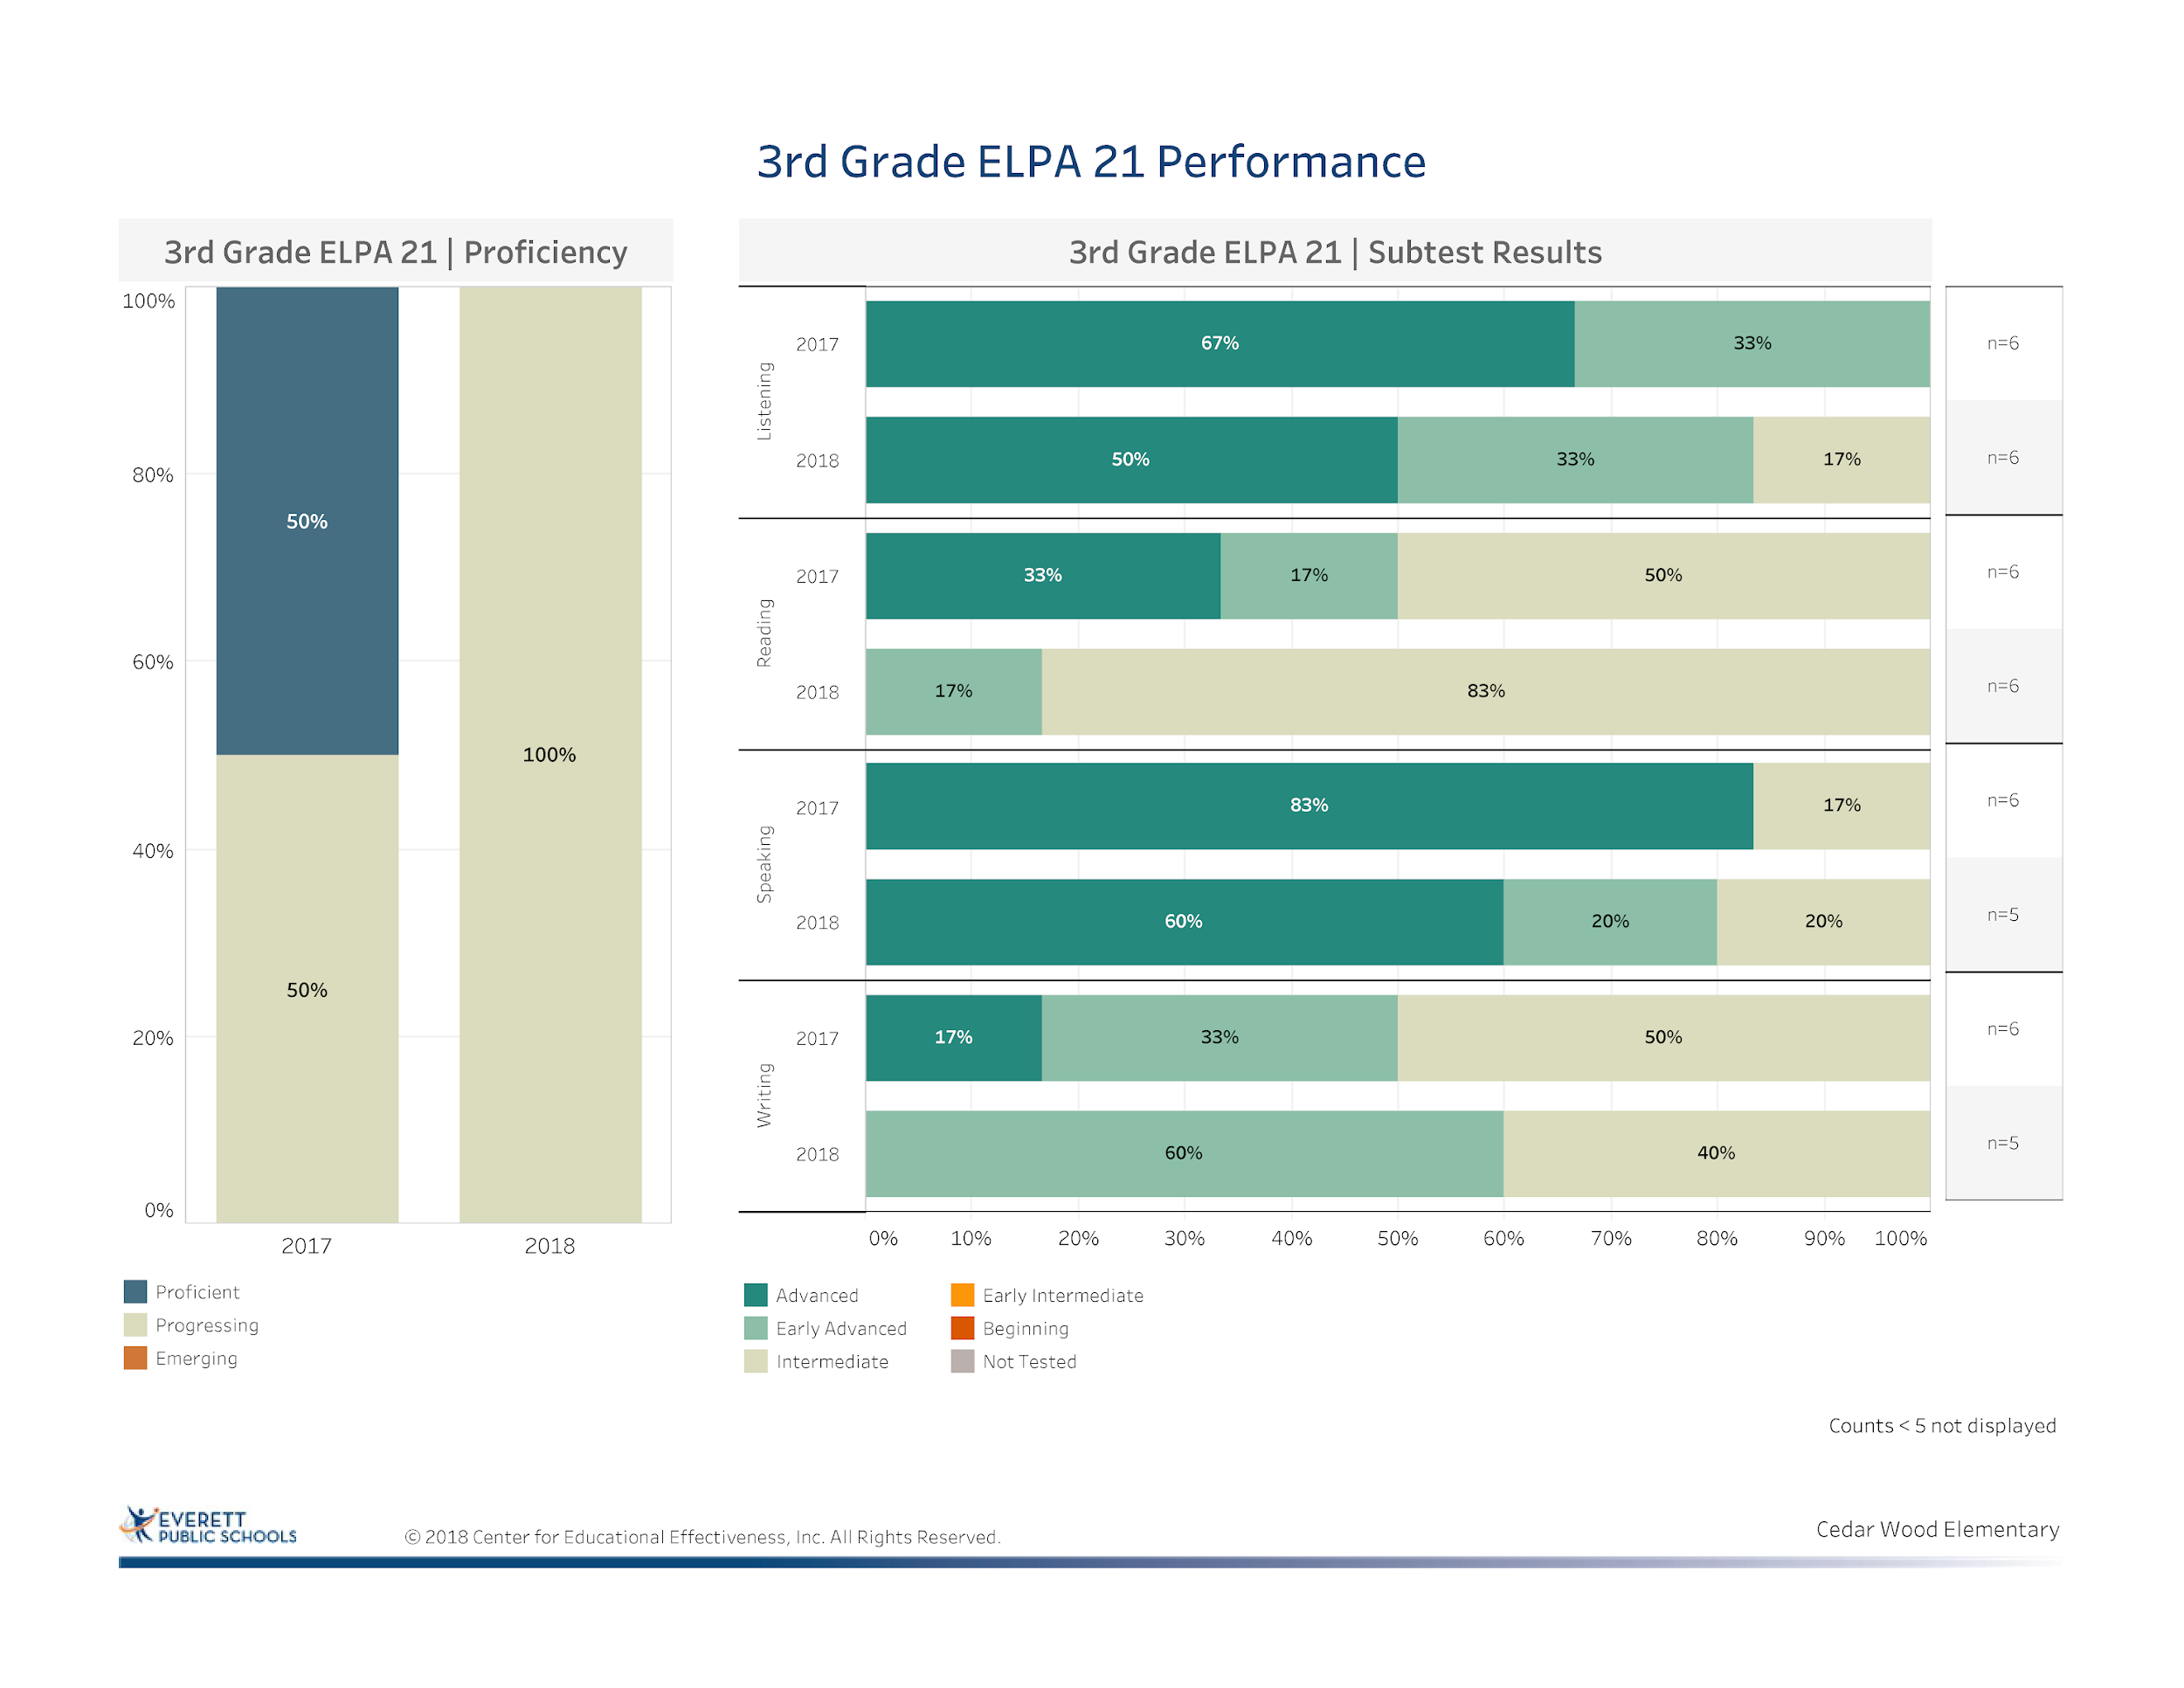 3rd Grade ELPA 21 Performance
3rd Grade ELPA 21 | Proficiency
100%
80%
60%
40%
20%
0%
50%
50%
100%
2017
2018
Proficient
Progressing
Emerging
3rd Grade ELPA 21 | Subtest Results
Listening
2017
67%
33%
n=6
2018
50%
33%
17%
n=6
Reading
2017
33%
17%
50%
n=6
2018
17%
83%
n=6
Speaking
2017
83%
17%
n=6
2018
60%
20%
20%
n=5
Writing
2017
17%
33%
50%
n=6
2018
60%
40%
n=5
0% 10% 20% 30% 40% 50% 60% 70% 80% 90% 100%
Advanced
Early Advanced
Intermediate
Early Intermediate
Beginning
Not Tested
Counts < 5 not displayed
EVERETT
PUBLIC SCHOOLS
© 2018 Center for Educational Effectiveness, Inc. All Rights Reserved.
Cedar Wood Elementary